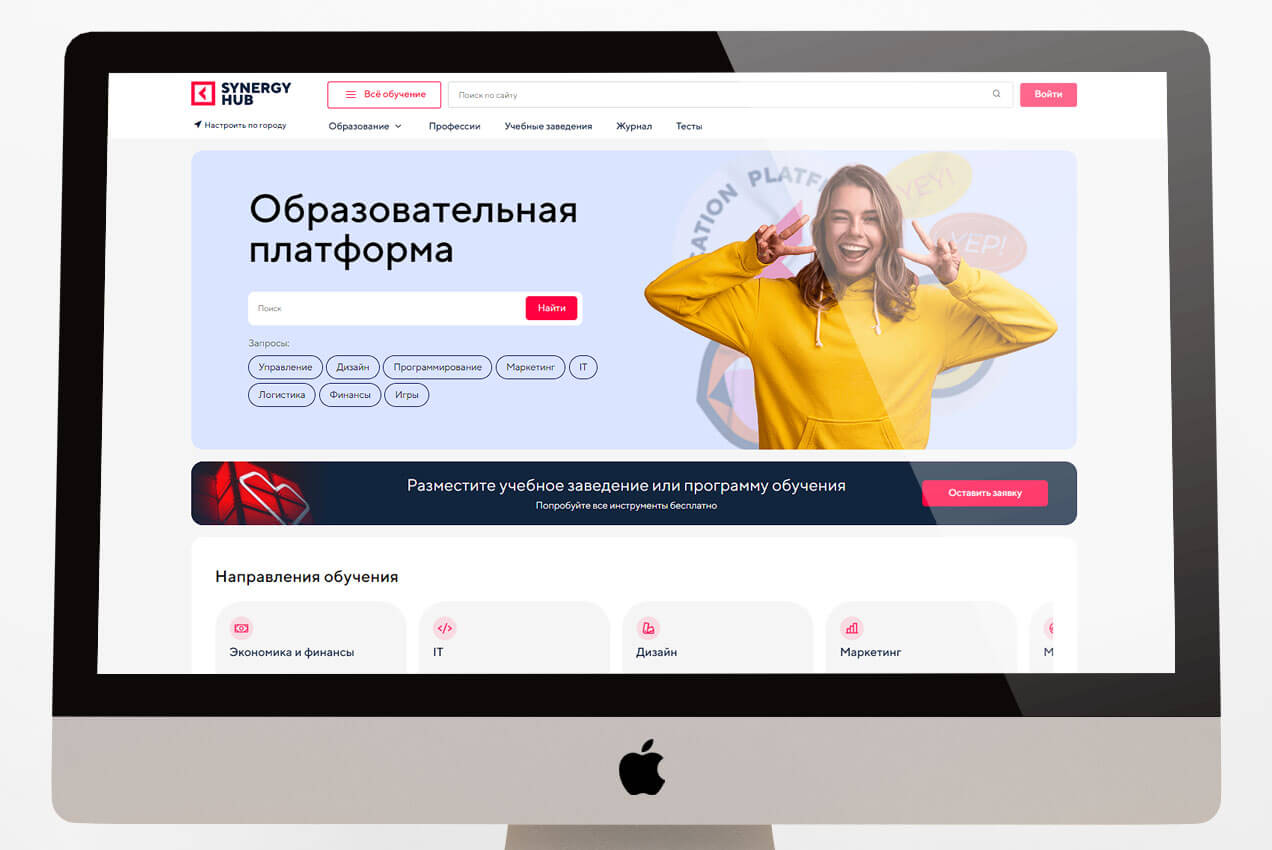 SYNERGY
HUB
Всё обучение
Поиск по сайту
Войти
Настроить по городу
Образование
Профессии
Учебные заведения
Журнал
Тесты
Образовательная
платформа
Поиск
Найти
Запросы:
Управление
Дизайн
Программирование
Маркетинг
IT
Логистика
Финансы
Игры
YEY!
YEP!
Разместите учебное заведение или программу обучения
Попробуйте все инструменты бесплатно
Оставить заявку
Направления обучения
Экономика и финансы
IT
Дизайн
Маркетинг